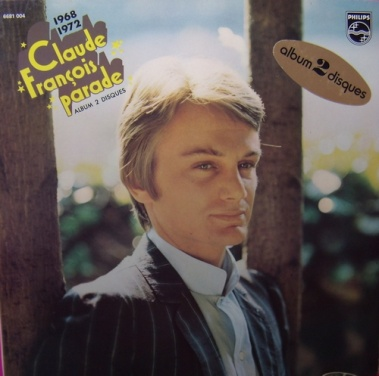 6681 004
1968
1972
Claude
François
parade
ALBUM 2 DISQUES
PHILIPS
album
2
disques